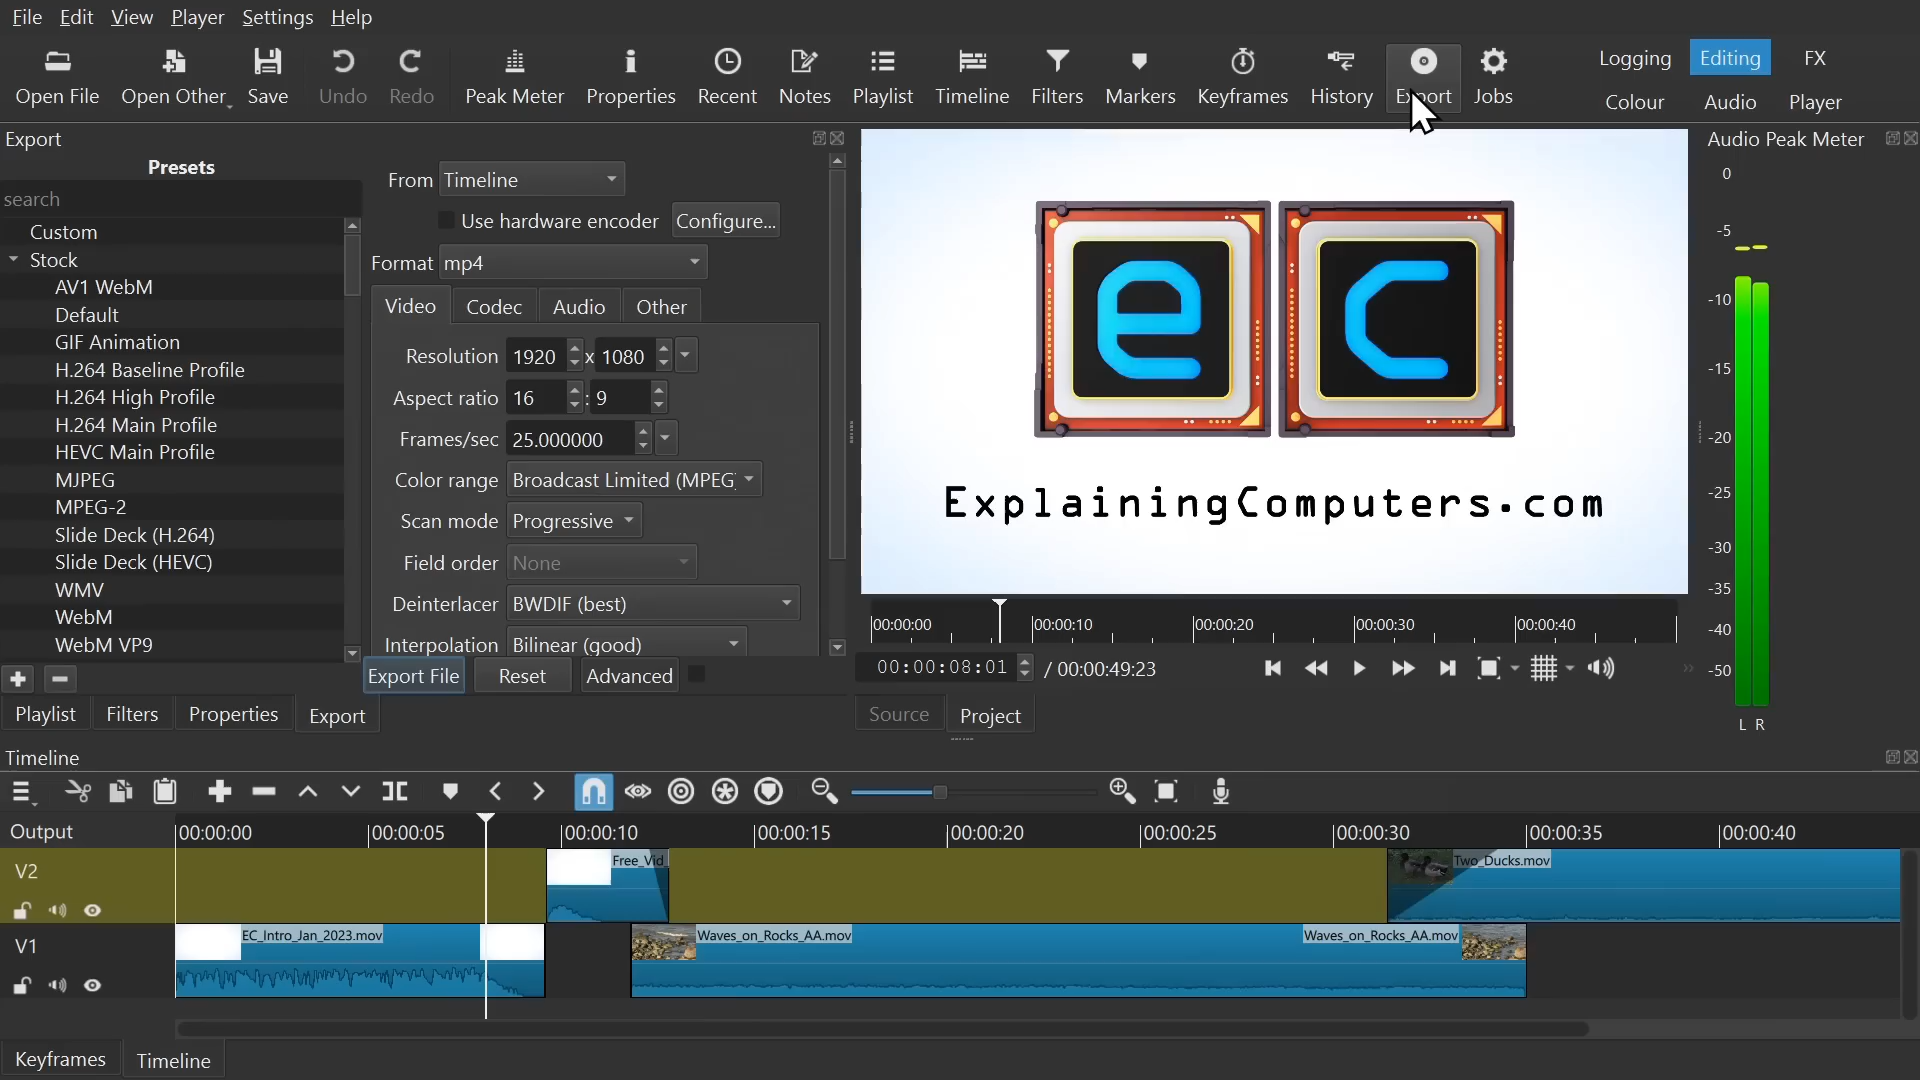 File Edit View Player Settings Help
Open File Open Other Save Undo Redo Peak Meter Properties Recent Notes Playlist Timeline Filters Markers Keyframes History Export Jobs
Logging Editing FX
Colour Audio Player
Export
Presets
search
Custom
Stock
AV1 WebM
Default
GIF Animation
H.264 Baseline Profile
H.264 High Profile
H.264 Main Profile
HEVC Main Profile
MJPEG
MPEG-2
Slide Deck (H.264)
Slide Deck (HEVC)
WMV
WebM
WebM VP9
From Timeline
Use hardware encoder Configure...
Format mp4
Video Codec Audio Other
Resolution 1920 x 1080
Aspect ratio 16 : 9
Frames/sec 25.000000
Color range Broadcast Limited (MPEG)
Scan mode Progressive
Field order None
Deinterlacer BWDIF (best)
Interpolation Bilinear (good)
Export File Reset Advanced
Playlist Filters Properties Export
e c
ExplainingComputers.com
00:00:00 00:00:10 00:00:20 00:00:30 00:00:40
00:00:08:01 / 00:00:49:23
Source Project
Audio Peak Meter
0
-5
-10
-15
-20
-25
-30
-35
-40
-50
L R
Timeline
Output 00:00:00 00:00:05 00:00:10 00:00:15 00:00:20 00:00:25 00:00:30 00:00:35 00:00:40
V2 Free_Vid Two_Ducks.mov
V1 EC_Intro_Jan_2023.mov Waves_on_Rocks_AA.mov Waves_on_Rocks_AA.mov
Keyframes Timeline